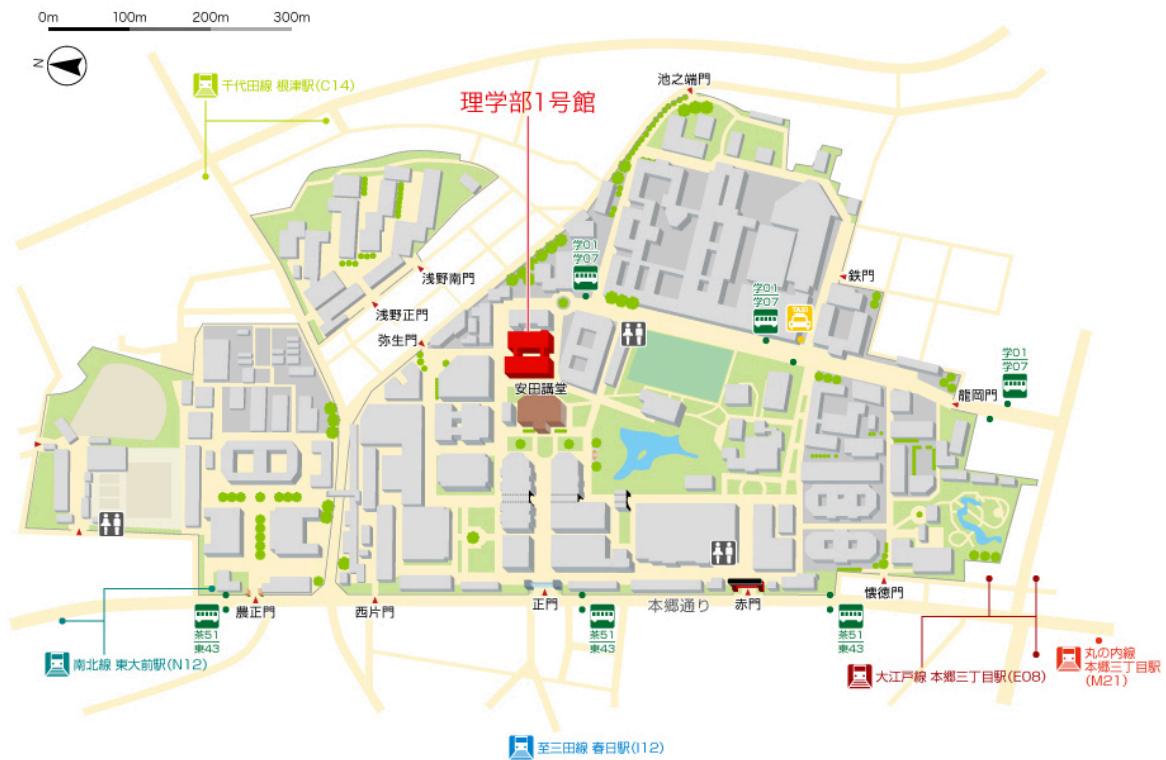 0m 100m 200m 300m
N
千代田線 根津駅(C14)
池之端門
理学部1号館
学01
学07
浅野南門
浅野正門
弥生門
学01
学07
TAXI
鉄門
安田講堂
学01
学07
龍岡門
農正門
西片門
正門
本郷通り
赤門
懐徳門
茶51
東43
茶51
東43
茶51
東43
南北線 東大前駅(N12)
大江戸線 本郷三丁目駅(E08)
丸の内線
本郷三丁目駅
(M21)
至三田線 春日駅(I12)